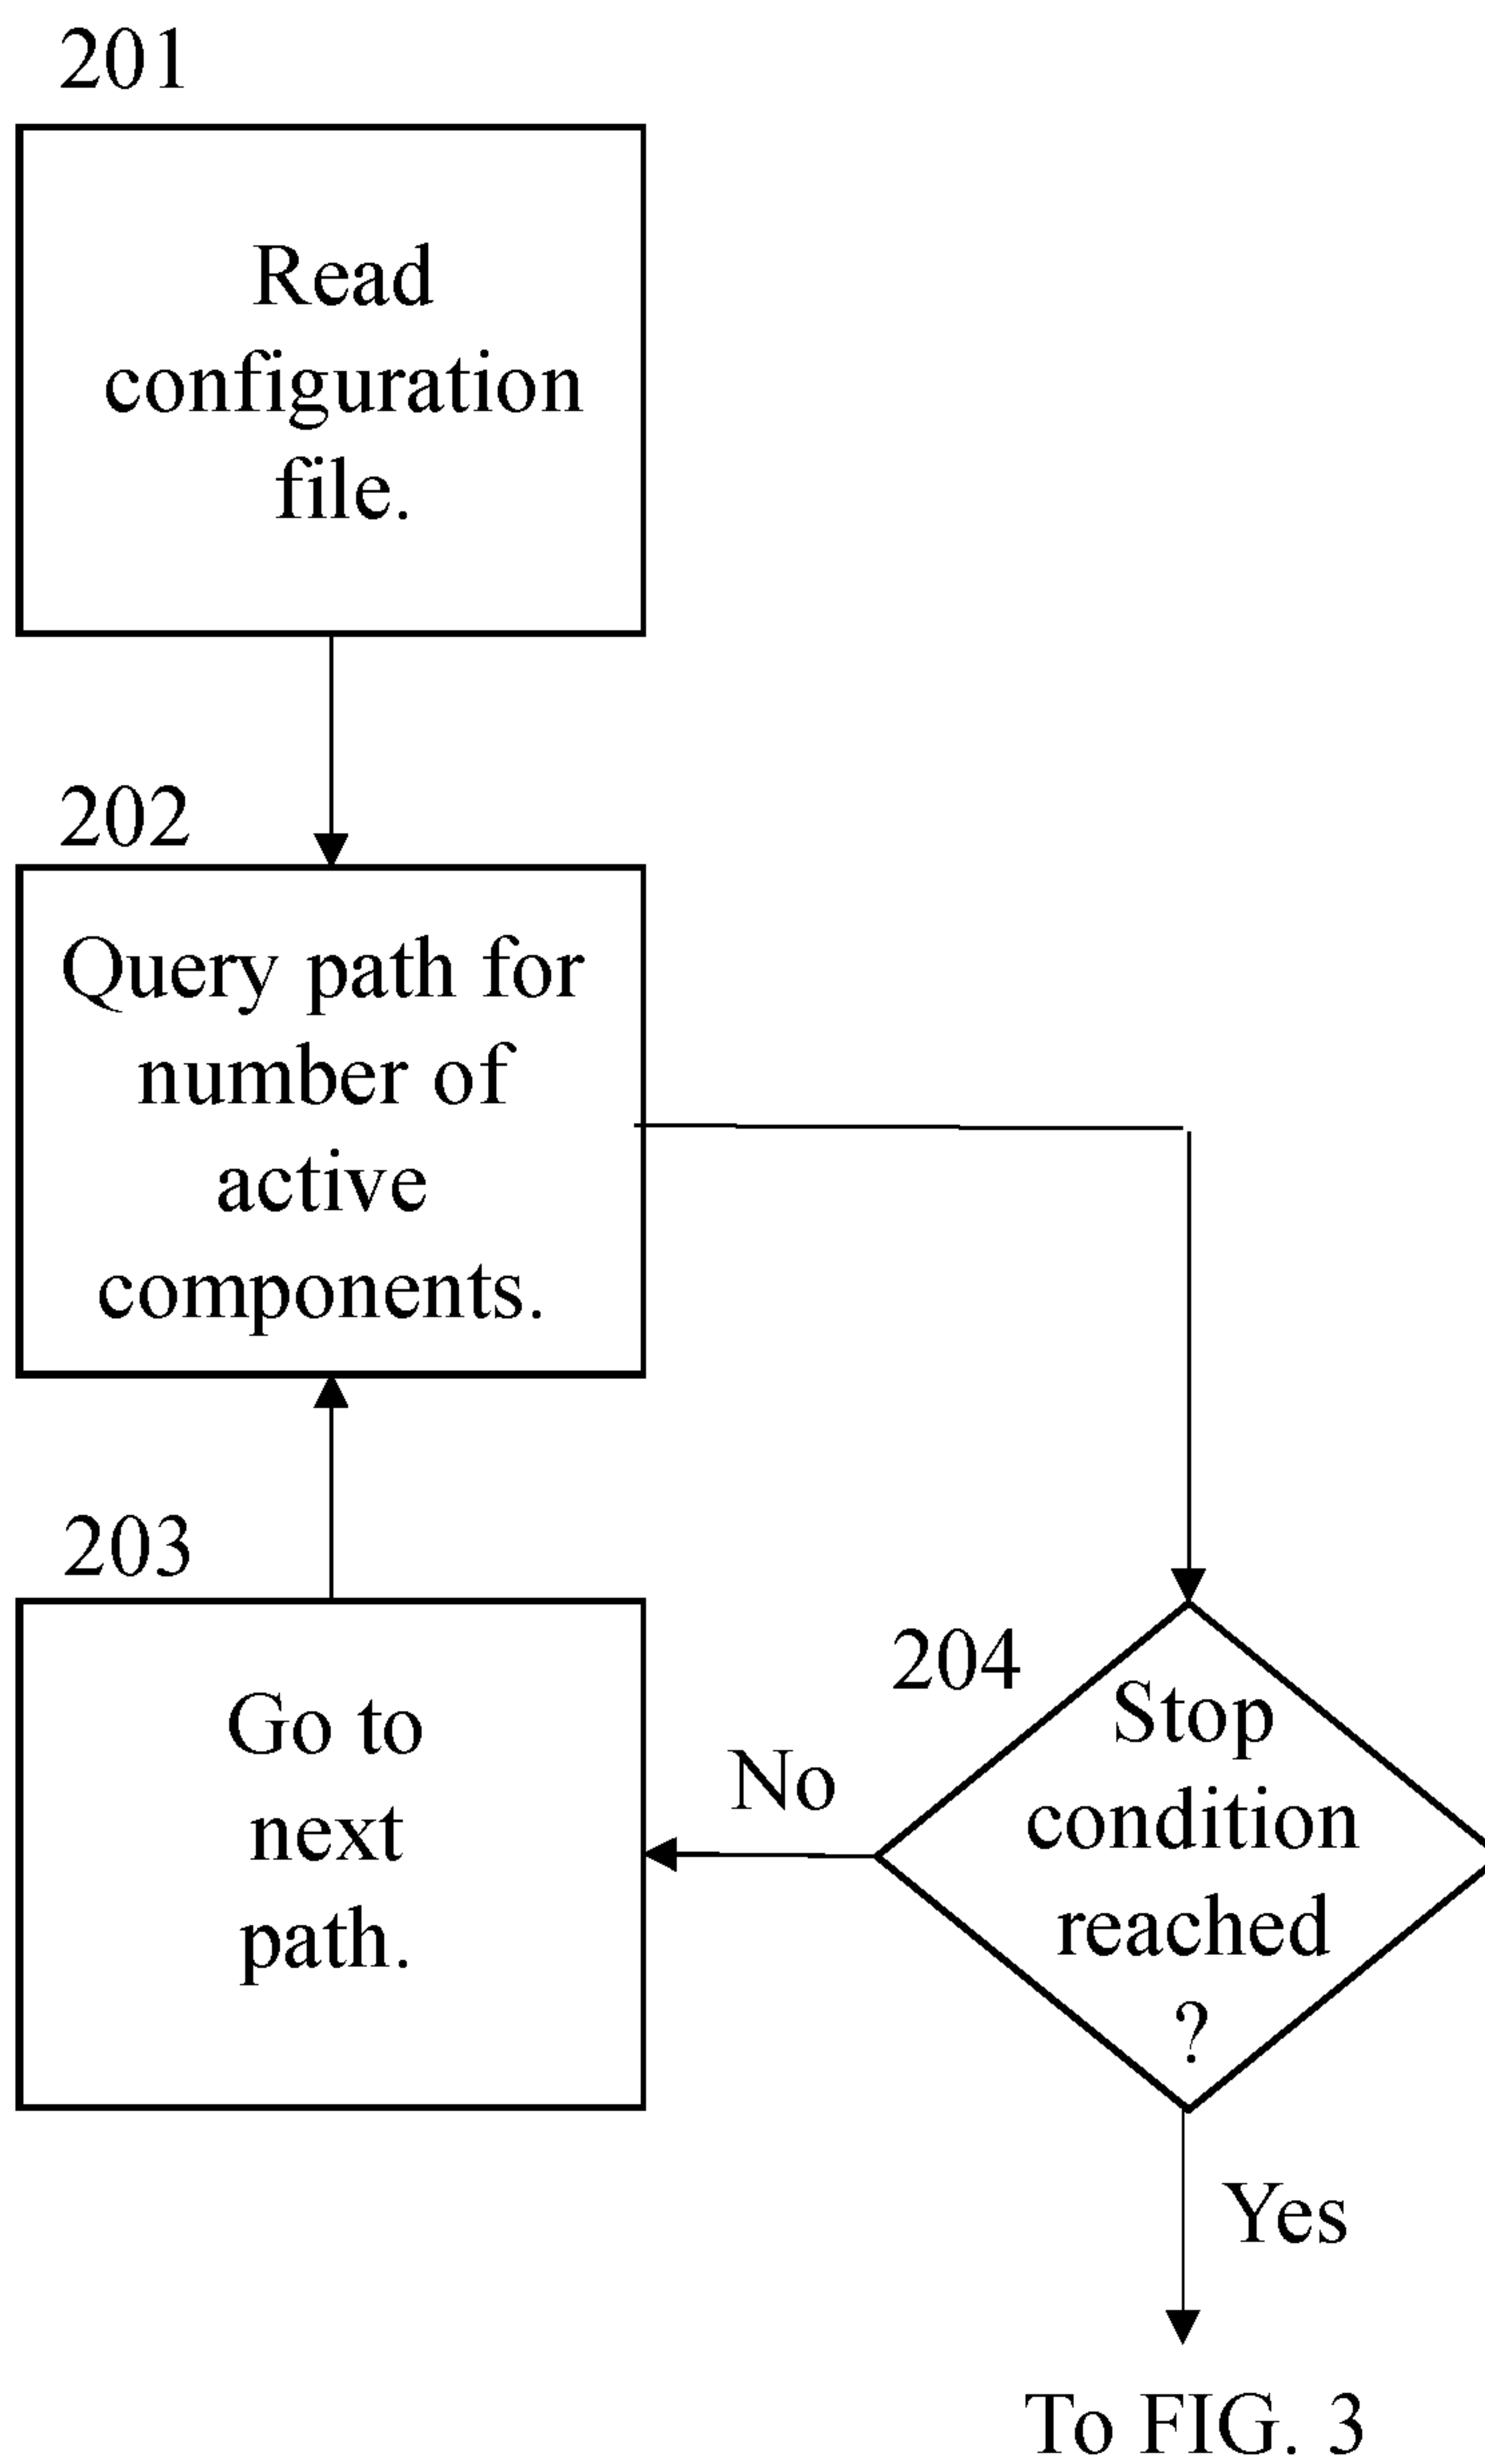 201
Read
configuration
file.
202
Query path for
number of
active
components.
203
Go to
next
path.
204
Stop
condition
reached
?
No
Yes
To FIG. 3